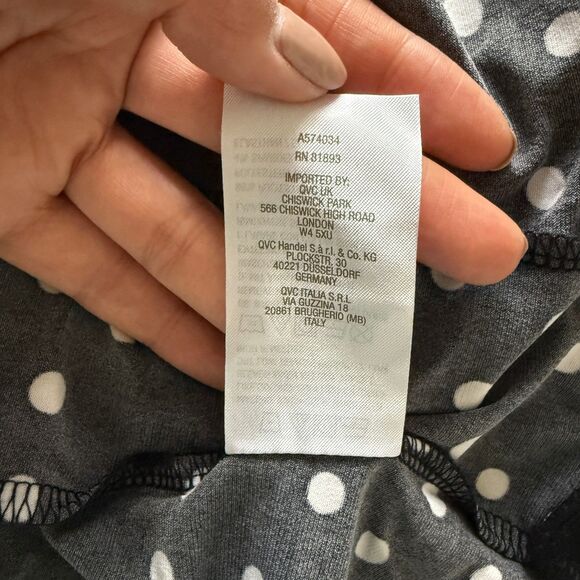 A574034
RN 81893
IMPORTED BY:
QVC UK
CHISWICK PARK
566 CHISWICK HIGH ROAD
LONDON
W4 5XU
QVC Handel S.à r.l. & Co. KG
PLOCKSTR. 30
40221 DÜSSELDORF
GERMANY
QVC ITALIA S.R.L
VIA GUZZINA 18
20861 BRUGHERIO (MB)
ITALY